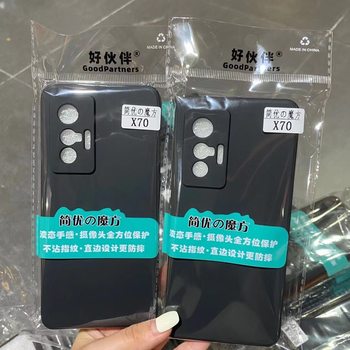 好伙伴®
GoodPartners
MADE IN CHINA
简优の魔方
X70
简优の魔方
液态手感·摄像头全方位保护
不沾指纹·直边设计更防摔
好伙伴®
GoodPartners
MADE IN CHINA
简优の魔方
X70
简优の魔方
液态手感·摄像头全方位保护
不沾指纹·直边设计更防摔